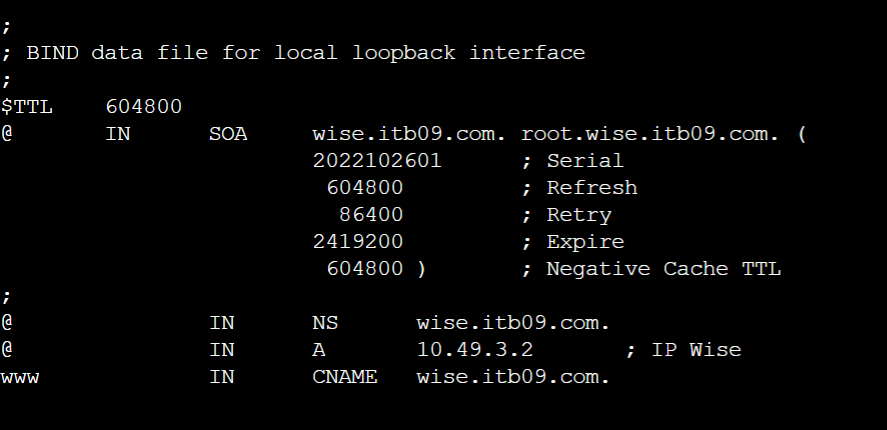 ;
; BIND data file for local loopback interface
;
$TTL    604800
@       IN      SOA     wise.itb09.com. root.wise.itb09.com. (
                        2022102601      ; Serial
                         604800         ; Refresh
                          86400         ; Retry
                        2419200         ; Expire
                         604800 )       ; Negative Cache TTL
;
@               IN      NS      wise.itb09.com.
@               IN      A       10.49.3.2       ; IP Wise
www             IN      CNAME   wise.itb09.com.